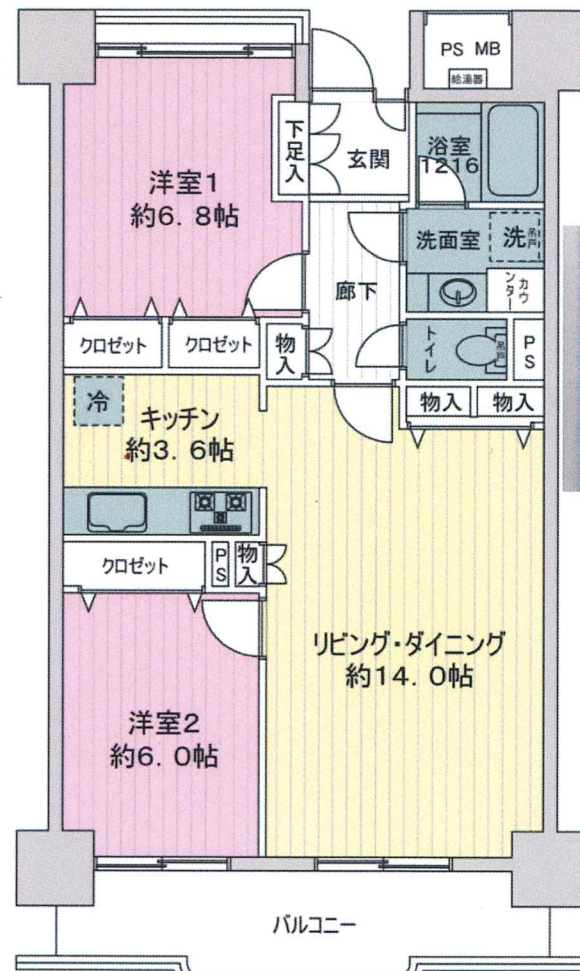 PS MB
給湯器
下足入
玄関
浴室
1216
洋室1
約6.8帖
洗面室
洗
吊戸
カウンター
廊下
クロゼット
クロゼット
物入
トイレ
吊戸
PS
冷
キッチン
約3.6帖
物入
物入
クロゼット
PS
物入
リビング・ダイニング
約14.0帖
洋室2
約6.0帖
バルコニー